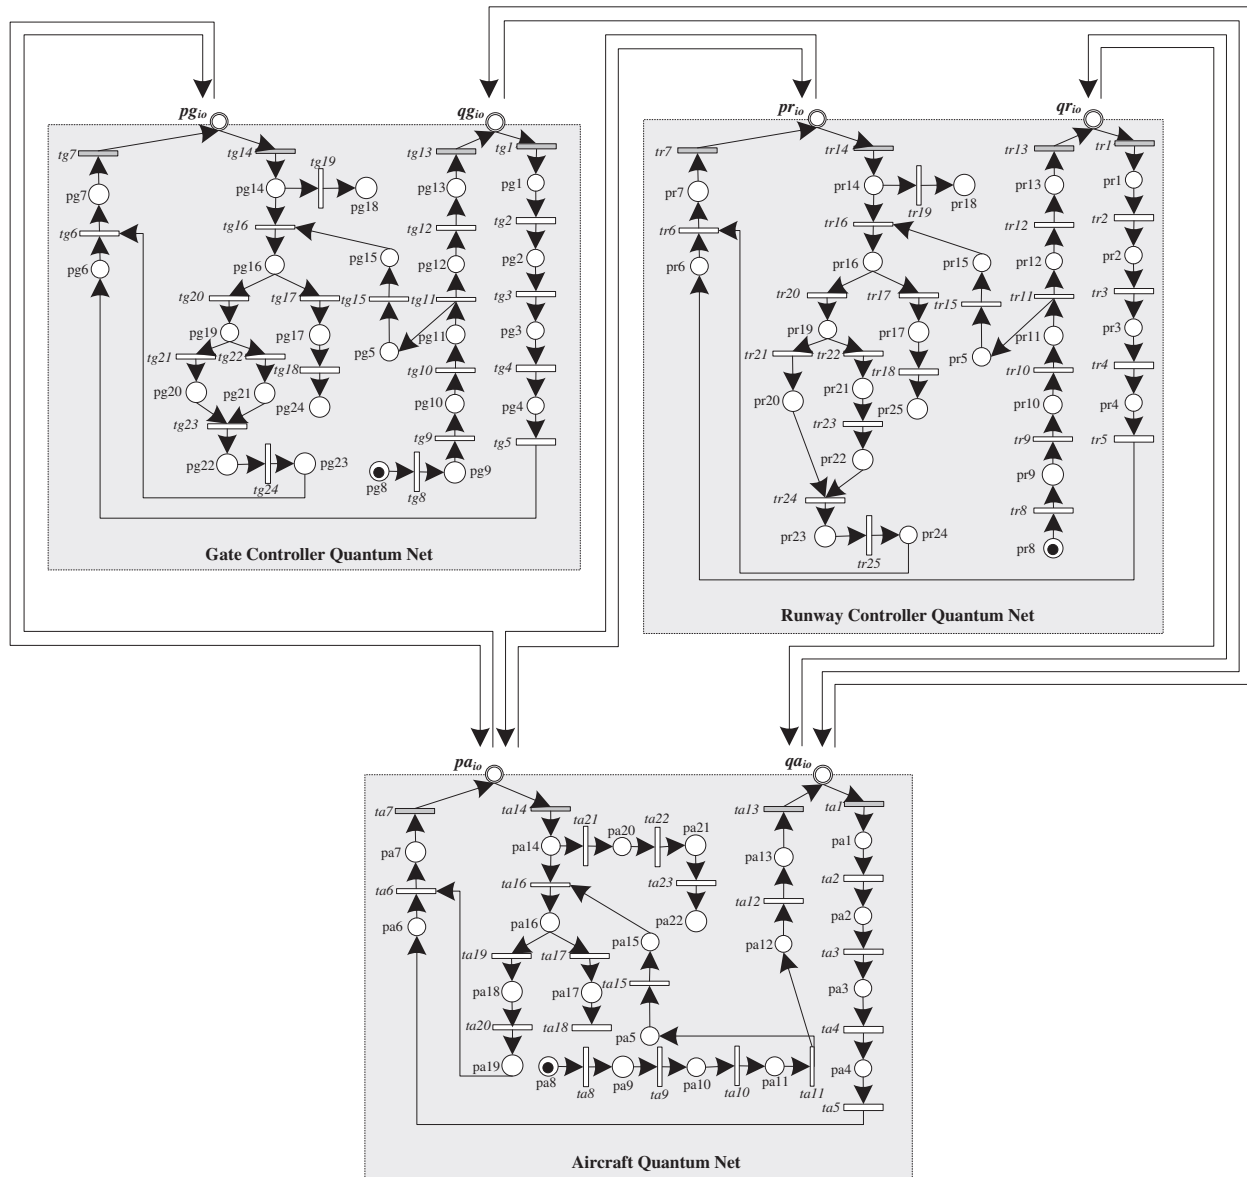 pg_io qg_io pr_io qr_io
tg7 tg14 tg19 tg13 tg1 tr7 tr14 tr13 tr1
pg7 pg14 pg18 pg13 pg1 pr7 pr14 tr19 pr18 pr13 pr1
tg6 tg16 tg12 tg2 tr6 tr16 tr12 tr2
pg6 pg16 pg15 pg12 pg2 pr6 pr16 pr15 pr12 pr2
tg20 tg17 tg15 tg11 tg3 tr20 tr17 tr15 tr11 tr3
pg19 pg17 pg5 pg11 pg3 pr19 pr17 pr5 pr11 pr3
tg21 tg22 tg18 tg10 tg4 tr21 tr22 tr18 tr10 tr4
pg20 pg21 pg24 pg10 pg4 pr20 pr21 pr25 pr10 pr4
tg23 tg9 tg5 tr23 tr9 tr5
pg22 tg24 pg23 pg8 tg8 pg9 pr22 pr9
tr24 tr8
pr23 tr25 pr24 pr8
Gate Controller Quantum Net
Runway Controller Quantum Net
pa_io qa_io
ta7 ta14 ta21 ta22 ta13 ta1
pa7 pa14 pa20 pa21 pa13 pa1
ta6 ta16 ta23 ta12 ta2
pa6 pa16 pa15 pa22 pa12 pa2
ta19 ta17 ta15 ta3
pa18 pa17 pa3
ta20 ta18 pa5 ta4
pa19 pa8 ta8 pa9 ta9 pa10 ta10 pa11 ta11 pa4
ta5
Aircraft Quantum Net